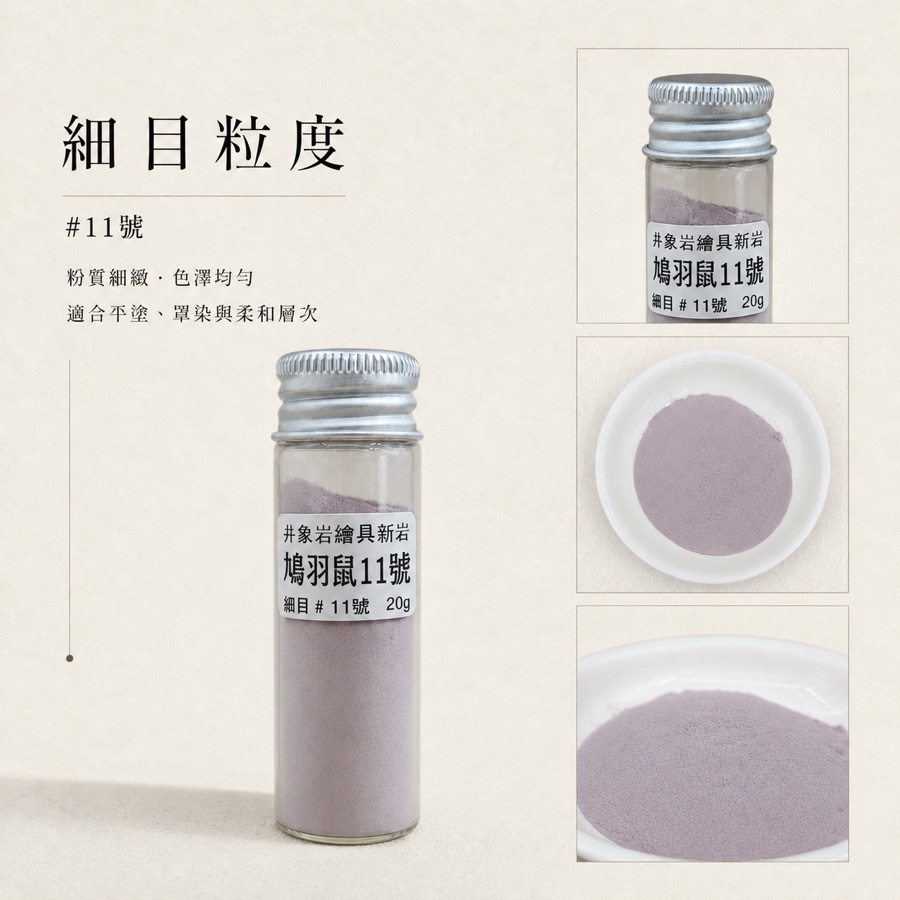 細目粒度
#11號
粉質細緻・色澤均勻
適合平塗、罩染與柔和層次
井象岩繪具新岩
鳩羽鼠11號
細目 # 11號 20g
井象岩繪具新岩
鳩羽鼠11號
細目 # 11號 20g